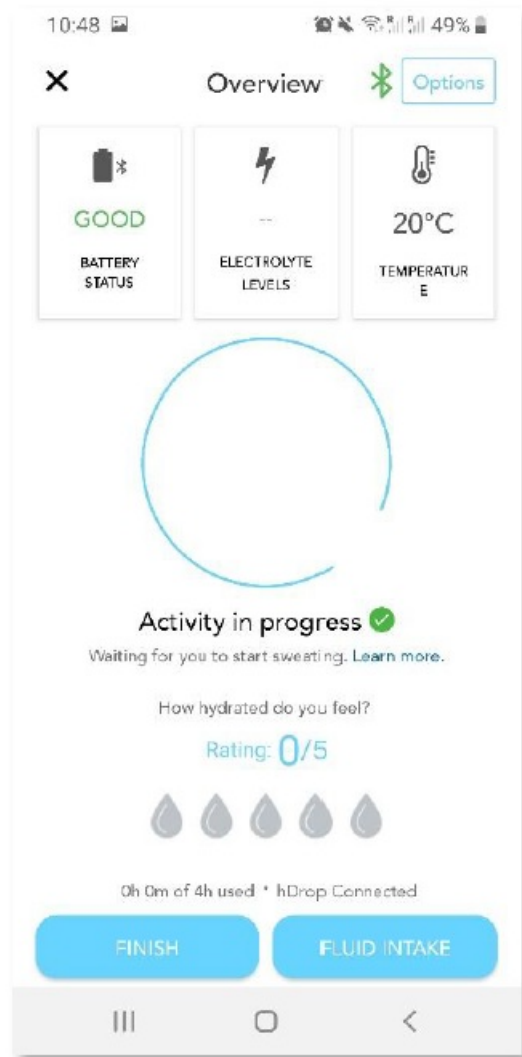 10:48 49%
Overview Options
GOOD -- 20°C
BATTERY ELECTROLYTE TEMPERATUR
STATUS LEVELS E
Activity in progress
Waiting for you to start sweating. Learn more.
How hydrated do you feel?
Rating: 0/5
0h 0m of 4h used * hDrop Connected
FINISH FLUID INTAKE